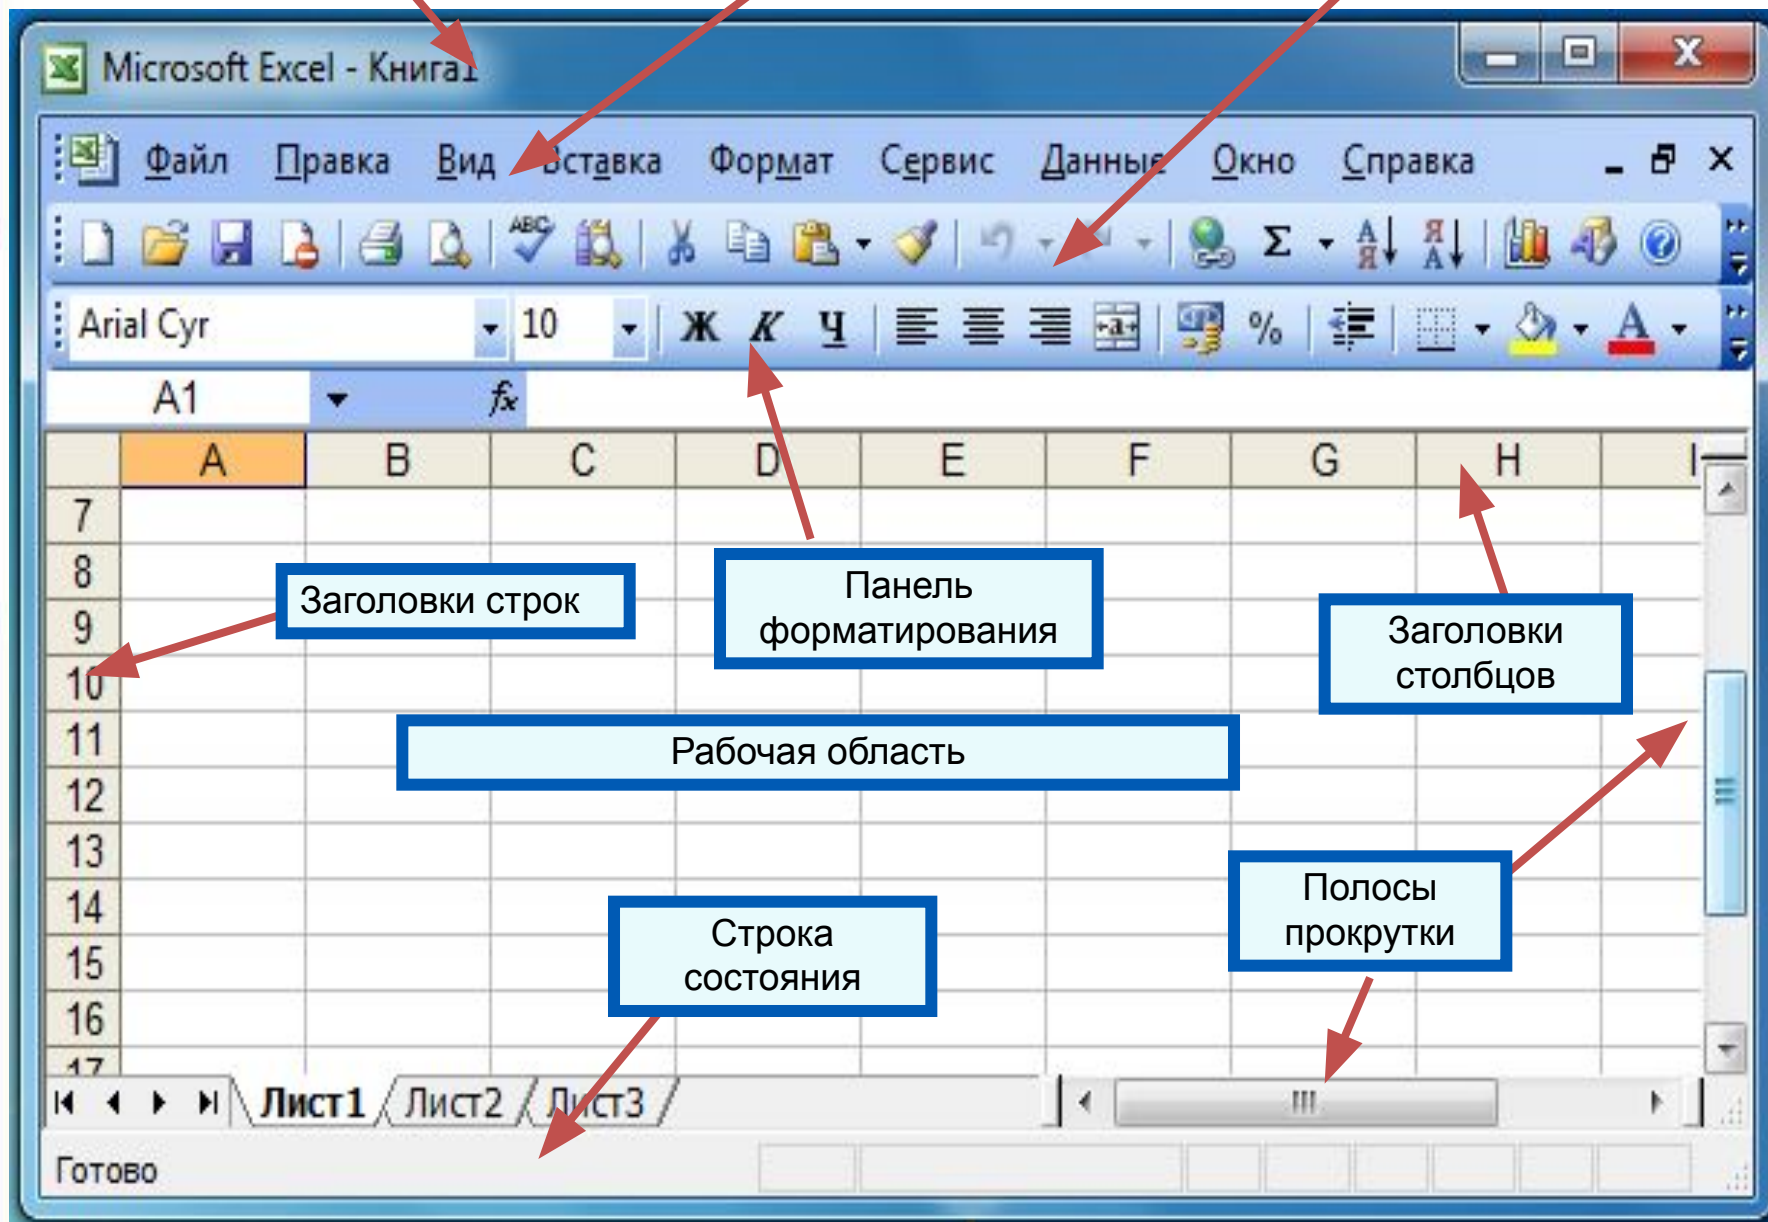 Microsoft Excel - Книга1
Файл Правка Вид Вставка Формат Сервис Данные Окно Справка
ABC Σ А Я Я А
Arial Cyr 10 Ж К Ч a % A
A1 fx
A B C D E F G H I
7
8
Заголовки строк
Панель
форматирования
9
Заголовки
столбцов
10
11
Рабочая область
12
13
14
Полосы
прокрутки
Строка
состояния
15
16
17
Лист1 Лист2 Лист3
Готово